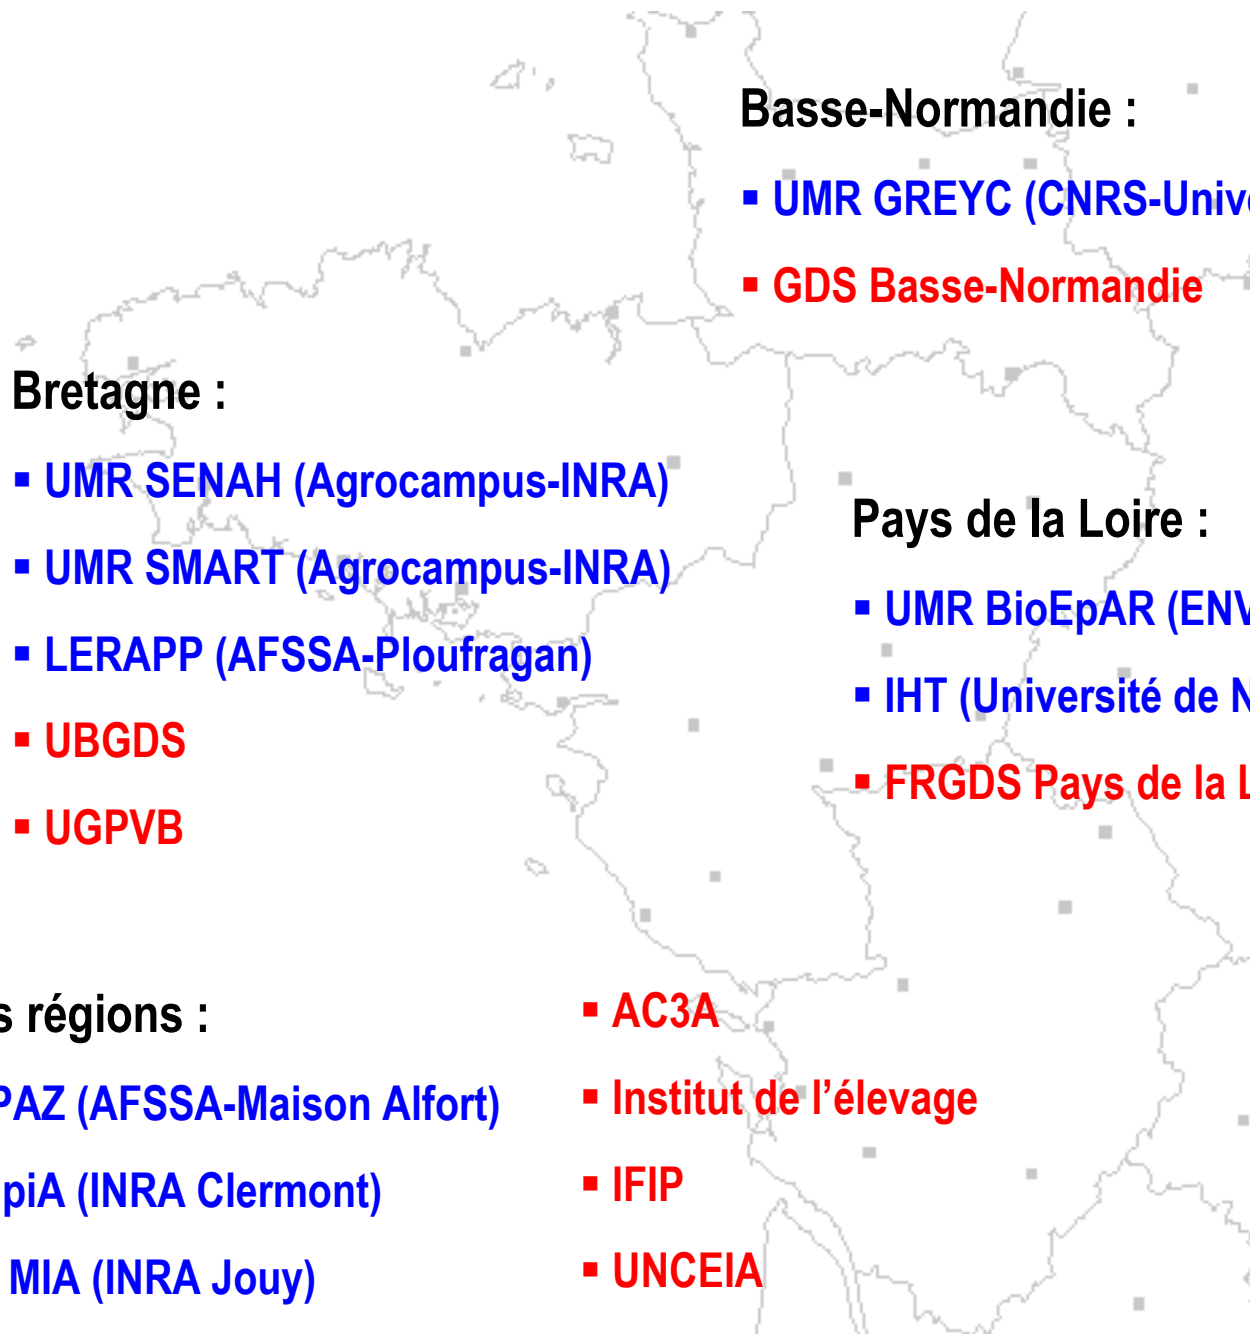 Basse-Normandie :
▪ UMR GREYC (CNRS-Unive
▪ GDS Basse-Normandie
Bretagne :
▪ UMR SENAH (Agrocampus-INRA)
▪ UMR SMART (Agrocampus-INRA)
▪ LERAPP (AFSSA-Ploufragan)
▪ UBGDS
▪ UGPVB
Pays de la Loire :
▪ UMR BioEpAR (ENV
▪ IHT (Université de N
▪ FRGDS Pays de la L
s régions :
PAZ (AFSSA-Maison Alfort)
piA (INRA Clermont)
MIA (INRA Jouy)
▪ AC3A
▪ Institut de l’élevage
▪ IFIP
▪ UNCEIA